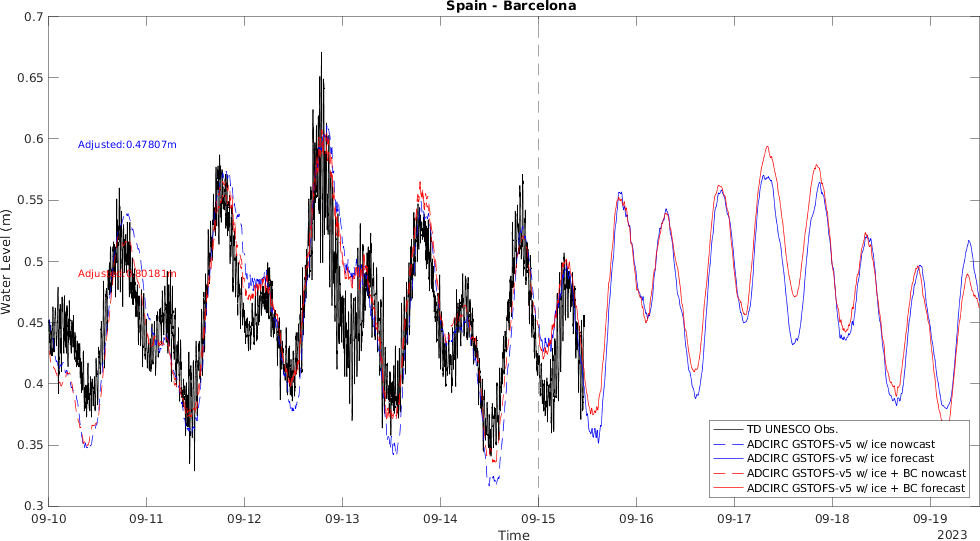 Spain - Barcelona
0.7
0.65
0.6
0.55
0.5
0.45
0.4
0.35
0.3
Water Level (m)
Adjusted:0.47807m
09-10
09-11
09-12
09-13
09-14
09-15
09-16
09-17
09-18
09-19
Time
2023
TD UNESCO Obs.
ADCIRC GSTOFS-v5 w/ ice nowcast
ADCIRC GSTOFS-v5 w/ ice forecast
ADCIRC GSTOFS-v5 w/ ice + BC nowcast
ADCIRC GSTOFS-v5 w/ ice + BC forecast